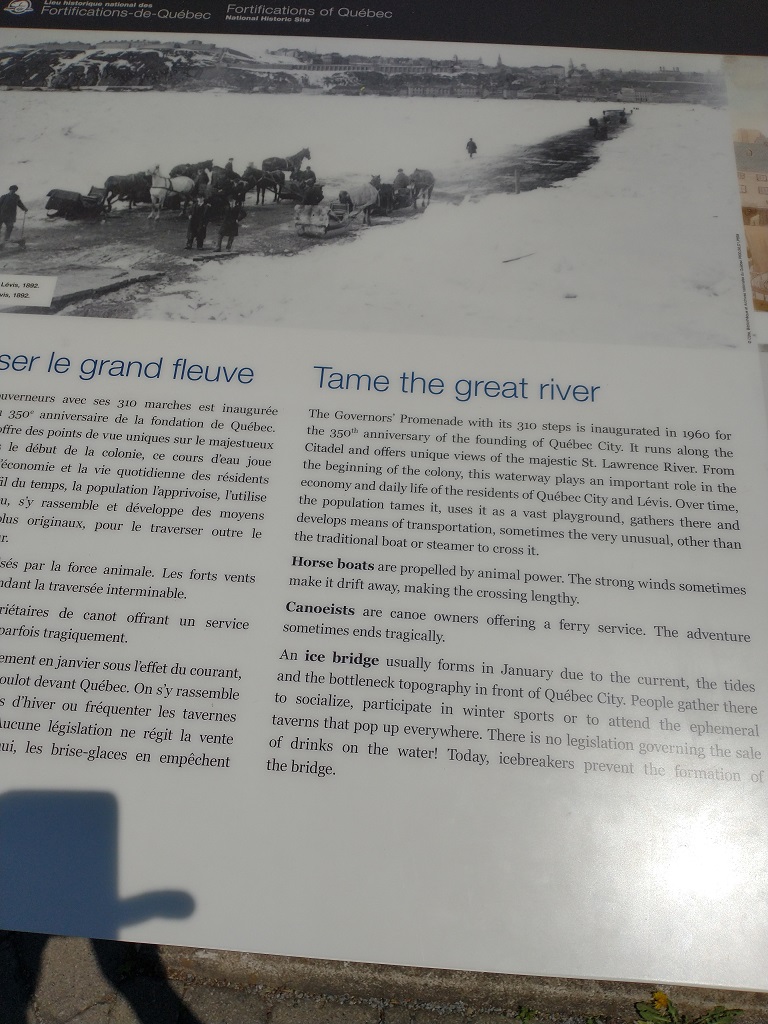 Lieu historique national des
Fortifications-de-Québec
Fortifications of Québec
National Historic Site
Lévis, 1892.
vis, 1892.
ser le grand fleuve
ouverneurs avec ses 310 marches est inaugurée
350e anniversaire de la fondation de Québec.
offre des points de vue uniques sur le majestueux
le début de la colonie, ce cours d'eau joue
l'économie et la vie quotidienne des résidents
fil du temps, la population l'apprivoise, l'utilise
u, s'y rassemble et développe des moyens
plus originaux, pour le traverser outre le
r.
sés par la force animale. Les forts vents
ndant la traversée interminable.
riétaires de canot offrant un service
parfois tragiquement.
ement en janvier sous l'effet du courant,
oulot devant Québec. On s'y rassemble
s d'hiver ou fréquenter les tavernes
Aucune législation ne régit la vente
ui, les brise-glaces en empêchent
Tame the great river
The Governors' Promenade with its 310 steps is inaugurated in 1960 for
the 350th anniversary of the founding of Québec City. It runs along the
Citadel and offers unique views of the majestic St. Lawrence River. From
the beginning of the colony, this waterway plays an important role in the
economy and daily life of the residents of Québec City and Lévis. Over time,
the population tames it, uses it as a vast playground, gathers there and
develops means of transportation, sometimes the very unusual, other than
the traditional boat or steamer to cross it.
Horse boats are propelled by animal power. The strong winds sometimes
make it drift away, making the crossing lengthy.
Canoeists are canoe owners offering a ferry service. The adventure
sometimes ends tragically.
An ice bridge usually forms in January due to the current, the tides
and the bottleneck topography in front of Québec City. People gather there
to socialize, participate in winter sports or to attend the ephemeral
taverns that pop up everywhere. There is no legislation governing the sale
of drinks on the water! Today, icebreakers prevent the formation of
the bridge.